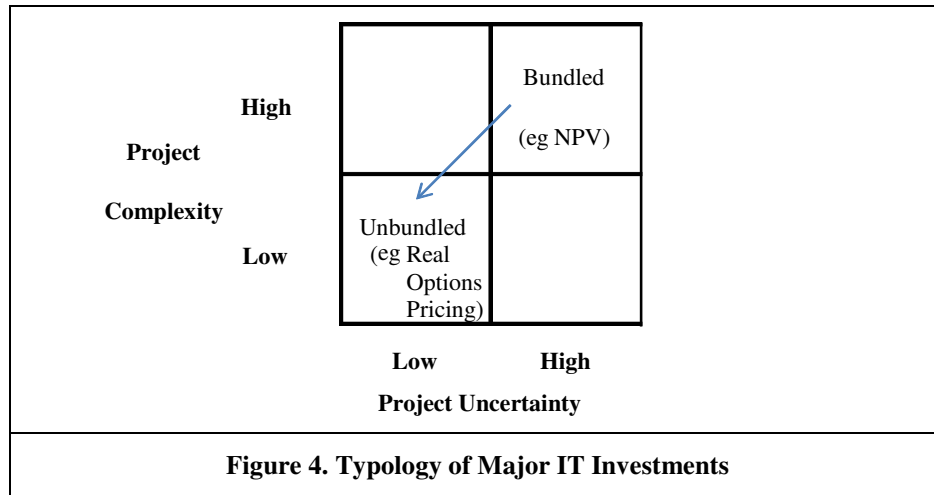 Bundled
High
(eg NPV)
Project
Complexity
Unbundled
(eg Real
Low
Options
Pricing)
Low High
Project Uncertainty
Figure 4. Typology of Major IT Investments